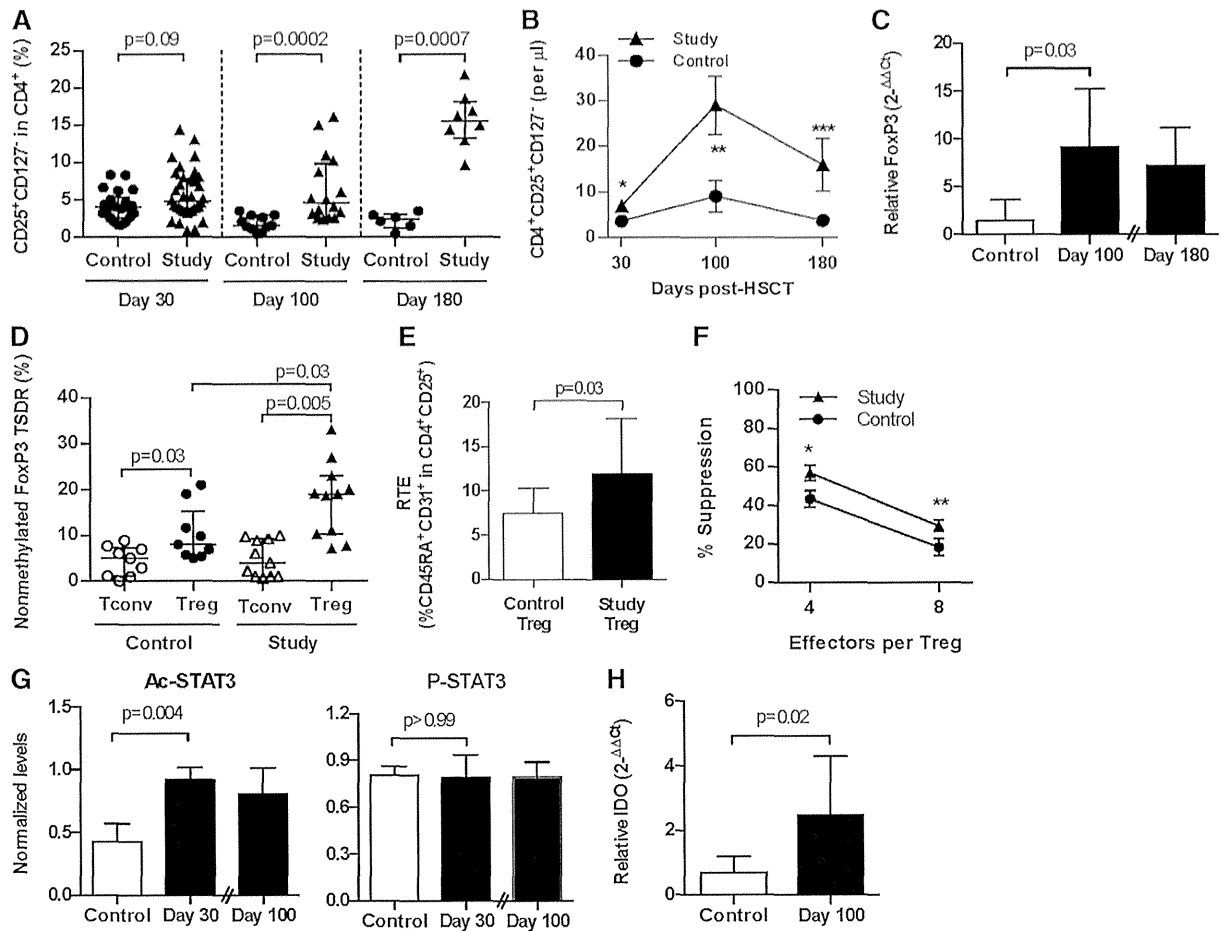 A
CD25+CD127- in CD4+ (%)
p=0.09
p=0.0002
p=0.0007
25
20
15
10
5
0
Control Study Control Study Control Study
Day 30
Day 100
Day 180
B
CD4+CD25+CD127- (per µl)
Study
Control
40
30
20
10
0
*
**
***
30
100
180
Days post-HSCT
C
Relative FoxP3 (2-ΔΔCt)
p=0.03
20
15
10
5
0
Control Day 100 Day 180
D
Nonmethylated FoxP3 TSDR (%)
p=0.03
p=0.005
p=0.03
40
30
20
10
0
Tconv Treg Tconv Treg
Control
Study
E
RTE
(%CD45RA+CD31+ in CD4+CD25+)
p=0.03
20
15
10
5
0
Control Study
Treg Treg
F
% Suppression
Study
Control
100
80
60
40
20
0
*
**
4
8
Effectors per Treg
G
Ac-STAT3
Normalized levels
p=0.004
1.5
1.0
0.5
0.0
Control Day 30 Day 100
P-STAT3
p>0.99
1.2
0.9
0.6
0.3
0.0
Control Day 30 Day 100
H
Relative IDO (2-ΔΔCt)
p=0.02
6
4
2
0
Control Day 100